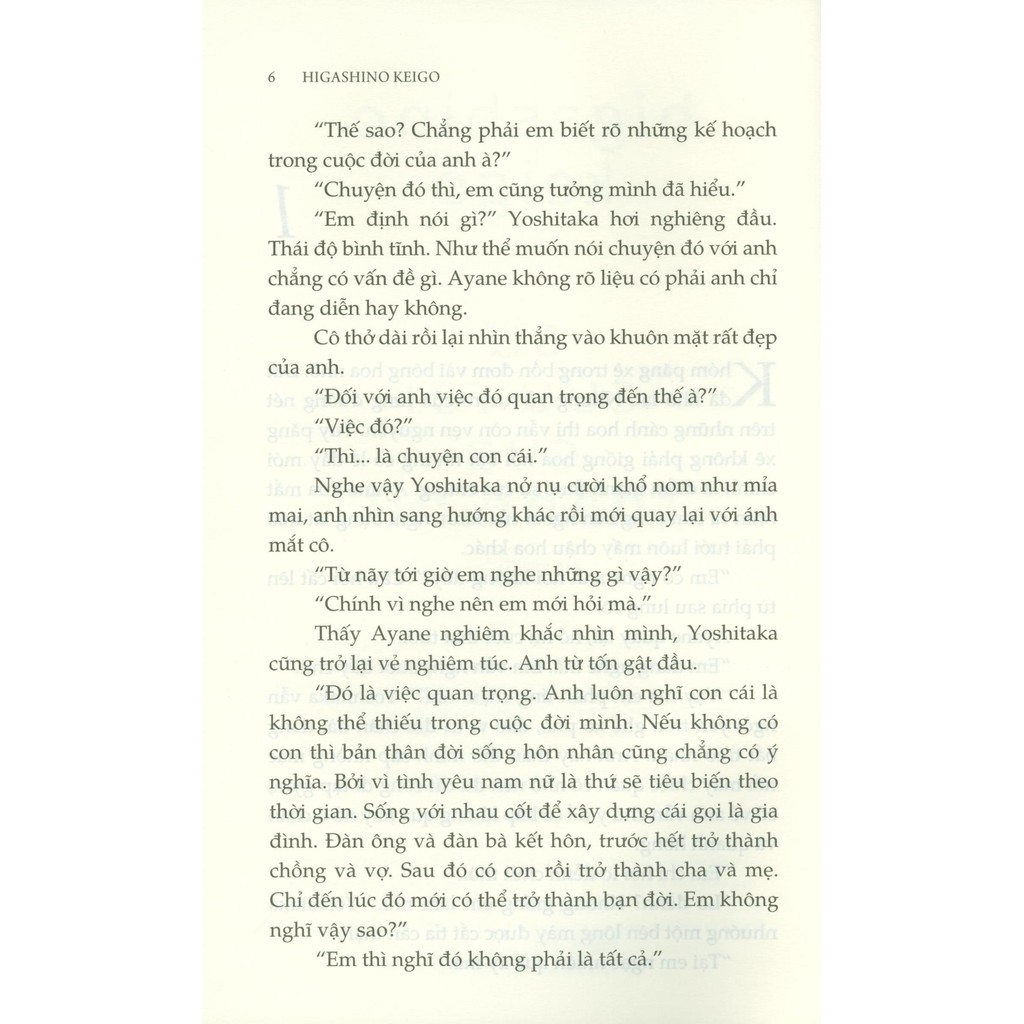 6 HIGASHINO KEIGO
“Thế sao? Chẳng phải em biết rõ những kế hoạch
trong cuộc đời của anh à?”
“Chuyện đó thì, em cũng tưởng mình đã hiểu.”
“Em định nói gì?” Yoshitaka hơi nghiêng đầu.
Thái độ bình tĩnh. Như thể muốn nói chuyện đó với anh
chẳng có vấn đề gì. Ayane không rõ liệu có phải anh chỉ
đang diễn hay không.
Cô thở dài rồi lại nhìn thẳng vào khuôn mặt rất đẹp
của anh.
“Đối với anh việc đó quan trọng đến thế à?”
“Việc đó?”
“Thì... là chuyện con cái.”
Nghe vậy Yoshitaka nở nụ cười khổ nom như mỉa
mai, anh nhìn sang hướng khác rồi mới quay lại với ánh
mắt cô.
“Từ nãy tới giờ em nghe những gì vậy?”
“Chính vì nghe nên em mới hỏi mà.”
Thấy Ayane nghiêm khắc nhìn mình, Yoshitaka
cũng trở lại vẻ nghiêm túc. Anh từ tốn gật đầu.
“Đó là việc quan trọng. Anh luôn nghĩ con cái là
không thể thiếu trong cuộc đời mình. Nếu không có
con thì bản thân đời sống hôn nhân cũng chẳng có ý
nghĩa. Bởi vì tình yêu nam nữ là thứ sẽ tiêu biến theo
thời gian. Sống với nhau cốt để xây dựng cái gọi là gia
đình. Đàn ông và đàn bà kết hôn, trước hết trở thành
chồng và vợ. Sau đó có con rồi trở thành cha và mẹ.
Chỉ đến lúc đó mới có thể trở thành bạn đời. Em không
nghĩ vậy sao?”
“Em thì nghĩ đó không phải là tất cả.”